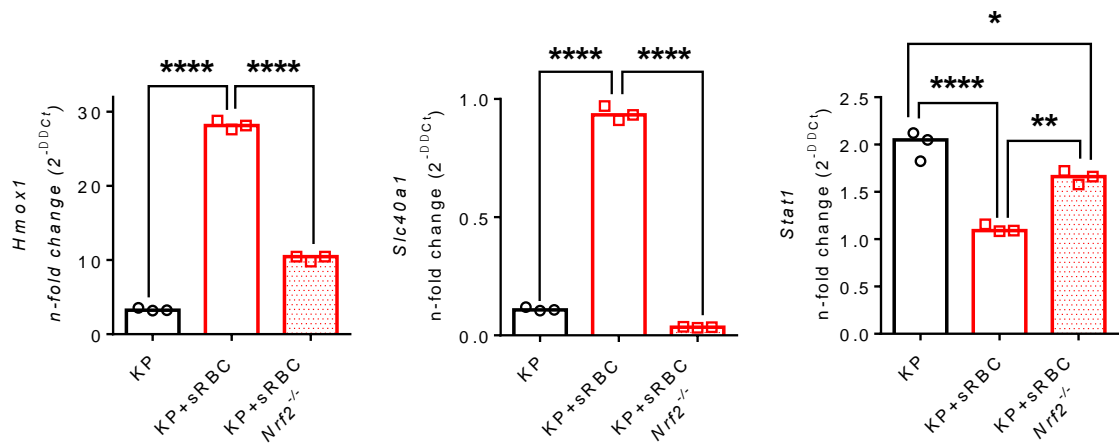 **** ****
Hmox1
n-fold change (2^-DDCt)
30
20
10
0
KP
KP+sRBC
KP+sRBC
Nrf2^-/-
**** ****
Slc40a1
n-fold change (2^-DDCt)
1.0
0.5
0.0
KP
KP+sRBC
KP+sRBC
Nrf2^-/-
*
****
**
Stat1
n-fold change (2^-DDCt)
2.5
2.0
1.5
1.0
0.5
0.0
KP
KP+sRBC
KP+sRBC
Nrf2^-/-